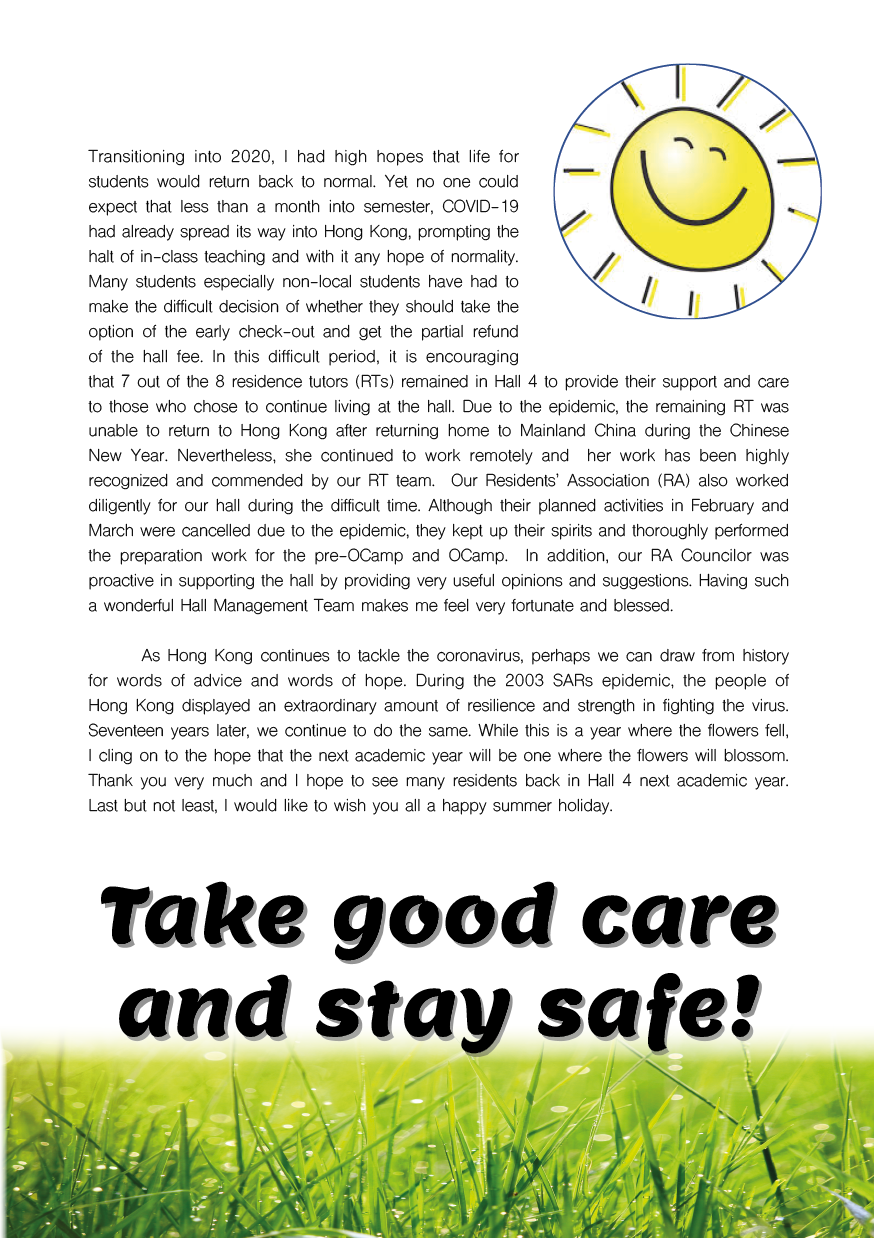 Transitioning into 2020, I had high hopes that life for
students would return back to normal. Yet no one could
expect that less than a month into semester, COVID-19
had already spread its way into Hong Kong, prompting the
halt of in-class teaching and with it any hope of normality.
Many students especially non-local students have had to
make the difficult decision of whether they should take the
option of the early check-out and get the partial refund
of the hall fee. In this difficult period, it is encouraging
that 7 out of the 8 residence tutors (RTs) remained in Hall 4 to provide their support and care
to those who chose to continue living at the hall. Due to the epidemic, the remaining RT was
unable to return to Hong Kong after returning home to Mainland China during the Chinese
New Year. Nevertheless, she continued to work remotely and her work has been highly
recognized and commended by our RT team. Our Residents' Association (RA) also worked
diligently for our hall during the difficult time. Although their planned activities in February and
March were cancelled due to the epidemic, they kept up their spirits and thoroughly performed
the preparation work for the pre-OCamp and OCamp. In addition, our RA Councilor was
proactive in supporting the hall by providing very useful opinions and suggestions. Having such
a wonderful Hall Management Team makes me feel very fortunate and blessed.
As Hong Kong continues to tackle the coronavirus, perhaps we can draw from history
for words of advice and words of hope. During the 2003 SARs epidemic, the people of
Hong Kong displayed an extraordinary amount of resilience and strength in fighting the virus.
Seventeen years later, we continue to do the same. While this is a year where the flowers fell,
I cling on to the hope that the next academic year will be one where the flowers will blossom.
Thank you very much and I hope to see many residents back in Hall 4 next academic year.
Last but not least, I would like to wish you all a happy summer holiday.
Take good care
and stay safe!